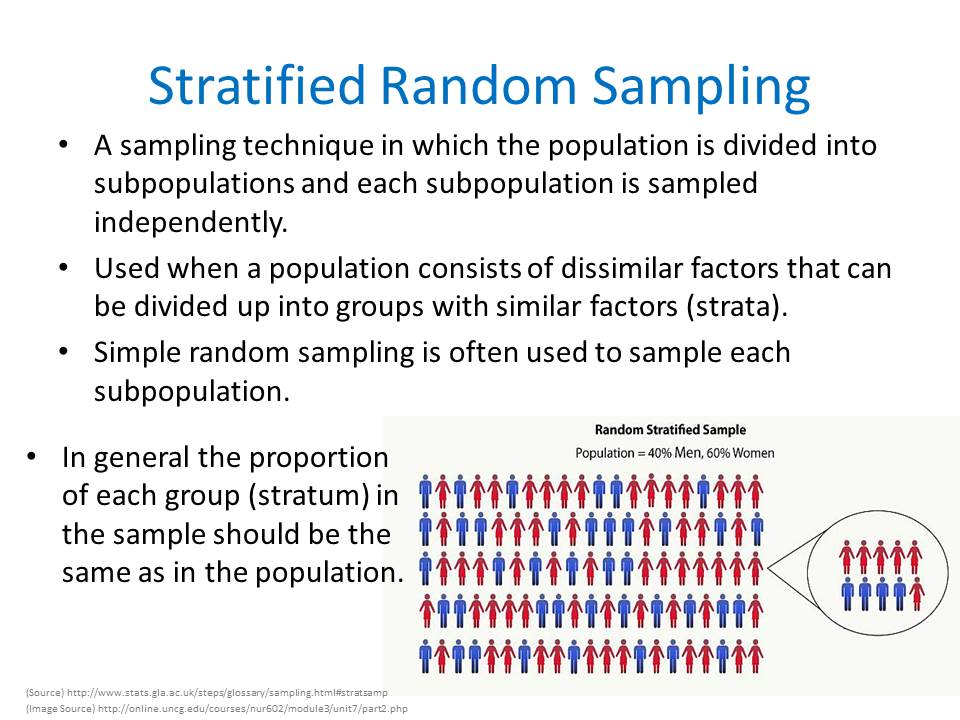 Stratified Random Sampling
• A sampling technique in which the population is divided into
subpopulations and each subpopulation is sampled
independently.
• Used when a population consists of dissimilar factors that can
be divided up into groups with similar factors (strata).
• Simple random sampling is often used to sample each
subpopulation.
• In general the proportion
of each group (stratum) in
the sample should be the
same as in the population.
Random Stratified Sample
Population = 40% Men, 60% Women
(Source) http://www.stats.gla.ac.uk/steps/glossary/sampling.html#stratsamp
(Image Source) http://online.uncg.edu/courses/nur602/module3/unit7/part2.php